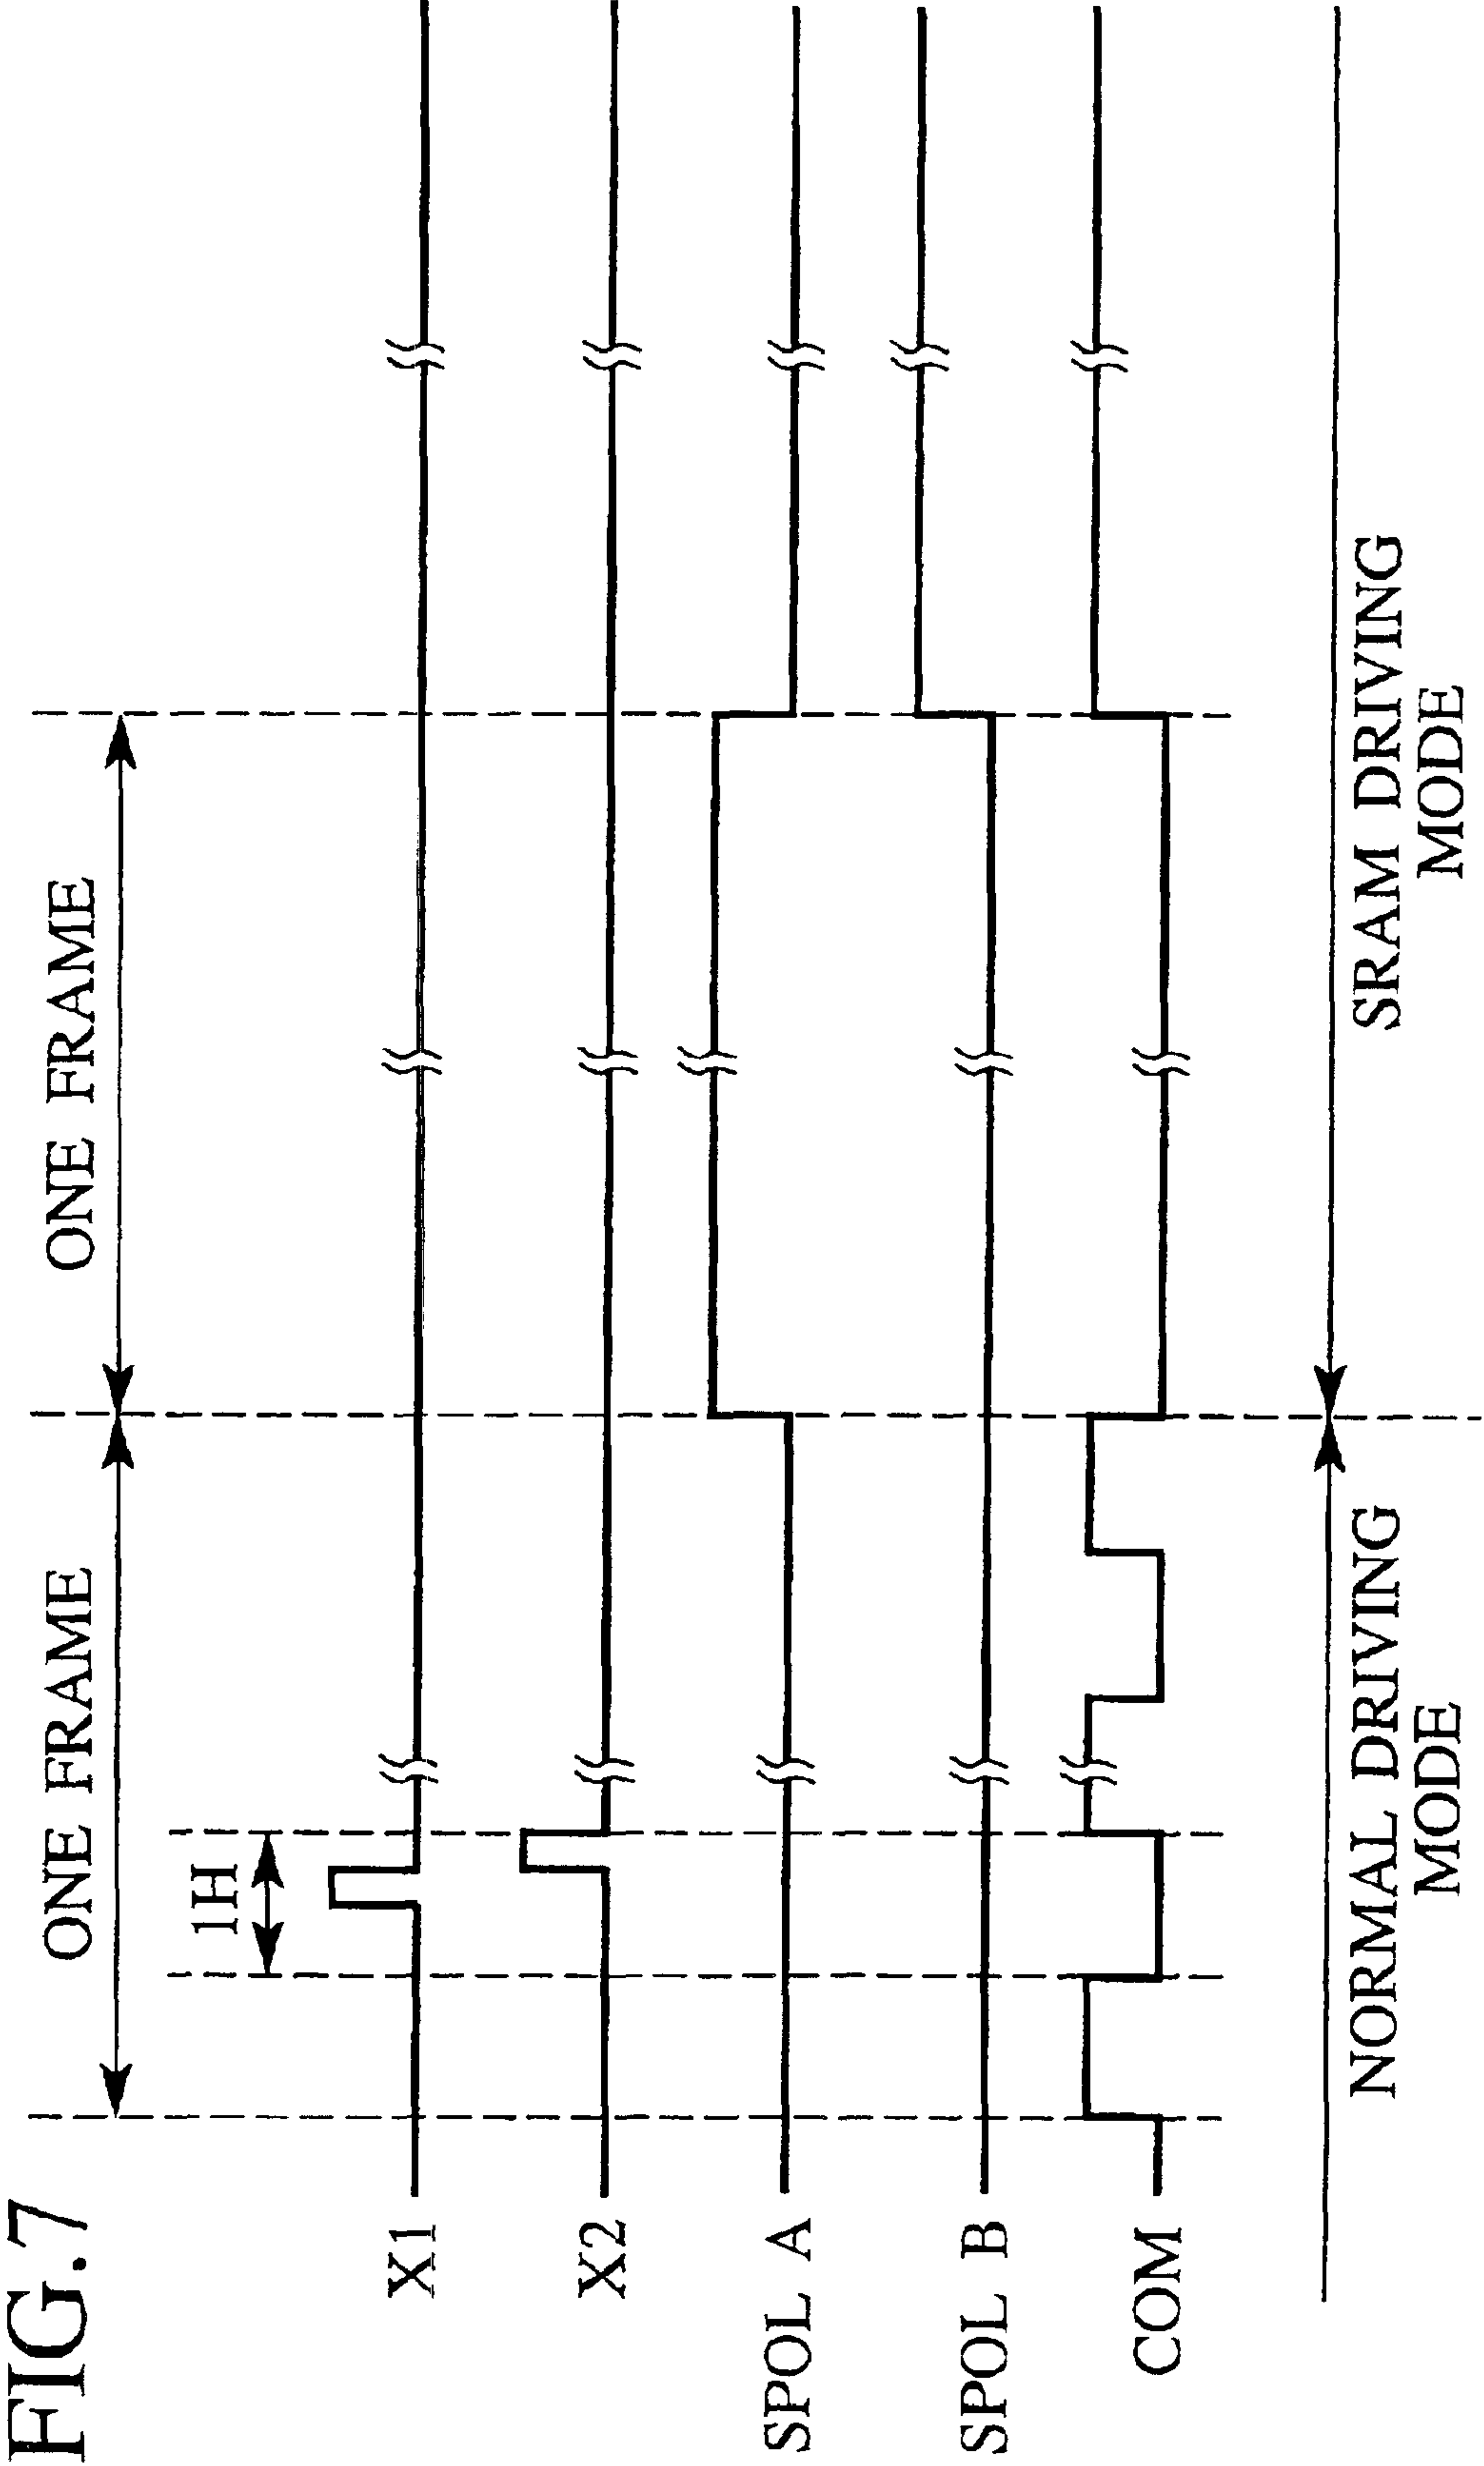 FIG.7
ONE FRAME
ONE FRAME
1H
X1
X2
SPOL A
SPOL B
COM
NORMAL DRIVING
MODE
SRAM DRIVING
MODE